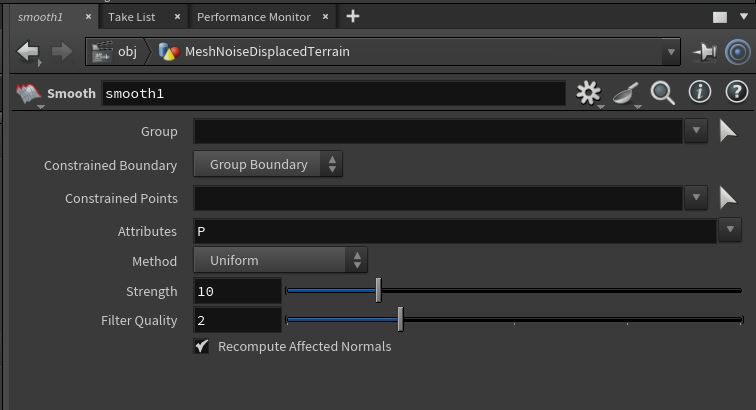 smooth1 × Take List × Performance Monitor × +
obj MeshNoiseDisplacedTerrain
Smooth smooth1
Group
Constrained Boundary Group Boundary
Constrained Points
Attributes P
Method Uniform
Strength 10
Filter Quality 2
Recompute Affected Normals